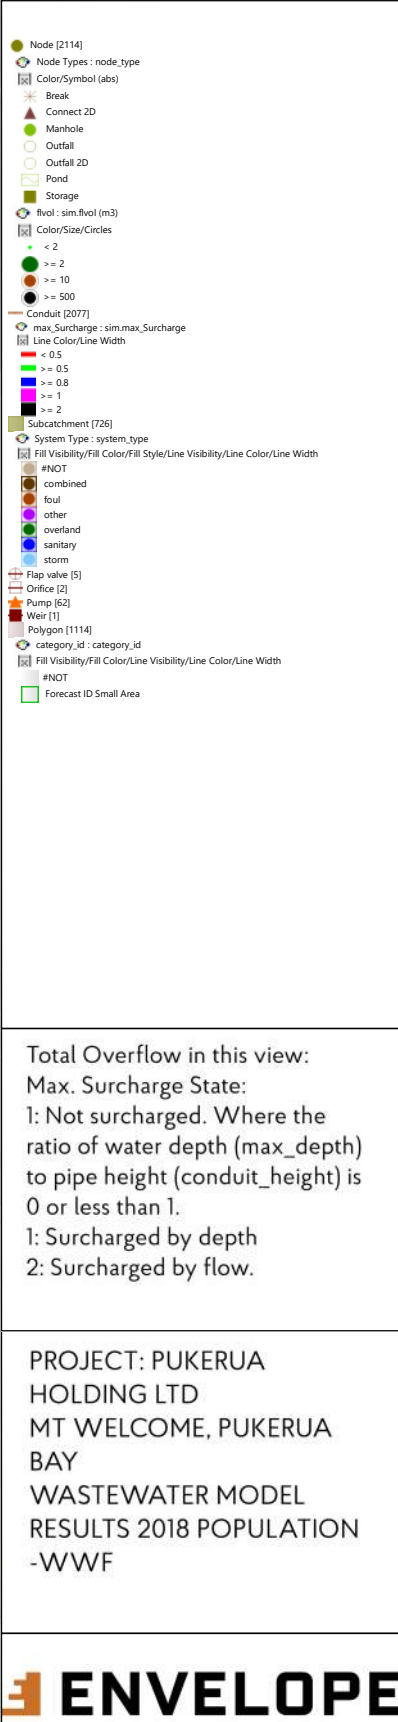 Node [2114]
Node Types : node_type
Color/Symbol (abs)
Break
Connect 2D
Manhole
Outfall
Outfall 2D
Pond
Storage
flvol : sim.flvol (m3)
Color/Size/Circles
< 2
>= 2
>= 10
>= 500
Conduit [2077]
max_Surcharge : sim.max_Surcharge
Line Color/Line Width
< 0.5
>= 0.5
>= 0.8
>= 1
>= 2
Subcatchment [726]
System Type : system_type
Fill Visibility/Fill Color/Fill Style/Line Visibility/Line Color/Line Width
#NOT
combined
foul
other
overland
sanitary
storm
Flap valve [5]
Orifice [2]
Pump [62]
Weir [1]
Polygon [1114]
category_id : category_id
Fill Visibility/Fill Color/Line Visibility/Line Color/Line Width
#NOT
Forecast ID Small Area
Total Overflow in this view:
Max. Surcharge State:
1: Not surcharged. Where the
ratio of water depth (max_depth)
to pipe height (conduit_height) is
0 or less than 1.
1: Surcharged by depth
2: Surcharged by flow.
PROJECT: PUKERUA
HOLDING LTD
MT WELCOME, PUKERUA
BAY
WASTEWATER MODEL
RESULTS 2018 POPULATION
-WWF
ENVELOPE